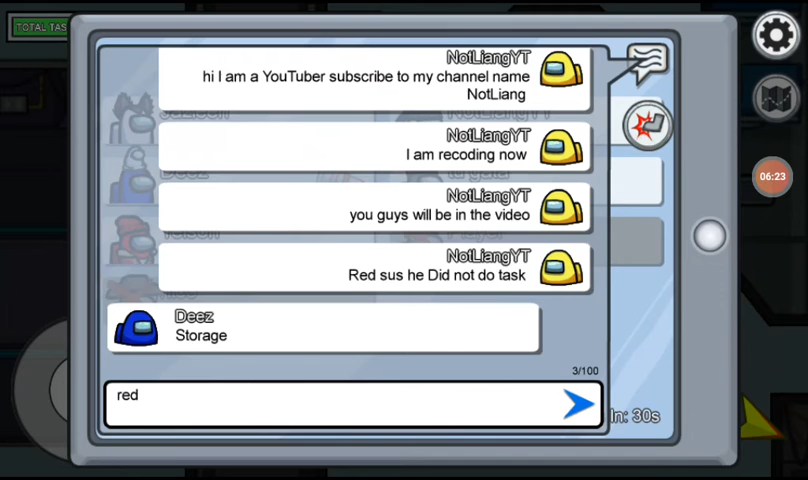 TOTAL TAS
NotLiangYT
hi I am a YouTuber subscribe to my channel name
NotLiang
NotLiangYT
I am recoding now
NotLiangYT
you guys will be in the video
NotLiangYT
Red sus he Did not do task
Deez
Storage
3/100
red
In: 30s
06:23
Deez